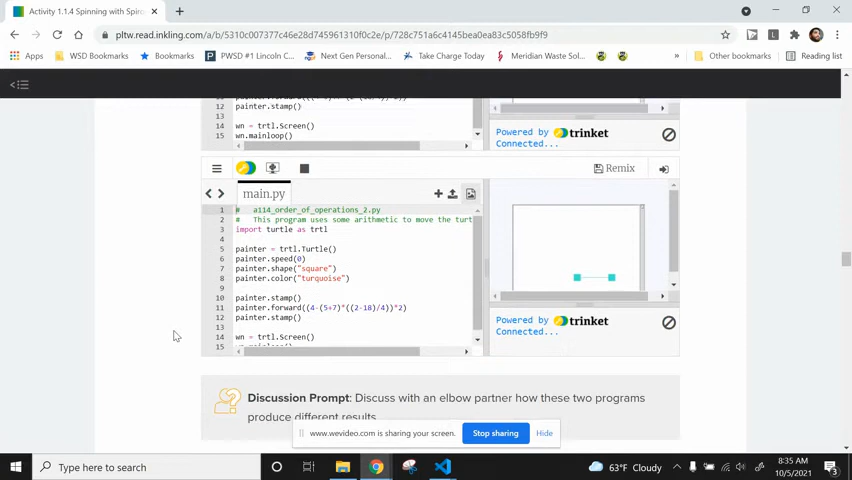 Activity 1.1.4 Spinning with Spiro
pltw.read.inkling.com/a/b/5310c007377c46e28d745961310f0c2e/p/728c751a6c4145bea0ea83c5058fb9f9
Apps
WSD Bookmarks
Bookmarks
PWSD #1 Lincoln C...
Next Gen Personal...
Take Charge Today
Meridian Waste Sol...
Other bookmarks
Reading list
12 painter.stamp()
13
14 wn = trtl.Screen()
15 wn.mainloop()
Powered by trinket
Connected...
Remix
main.py
1 # a114_order_of_operations_2.py
2 # This program uses some arithmetic to move the turt
3 import turtle as trtl
4
5 painter = trtl.Turtle()
6 painter.speed(0)
7 painter.shape("square")
8 painter.color("turquoise")
9
10 painter.stamp()
11 painter.forward((4-(5+7)*((2-18)/4))*2)
12 painter.stamp()
13
14 wn = trtl.Screen()
15 wn.mainloop()
Powered by trinket
Connected...
Discussion Prompt: Discuss with an elbow partner how these two programs
produce different results.
www.wevideo.com is sharing your screen.
Stop sharing
Hide
Type here to search
63°F Cloudy
8:35 AM
10/5/2021
3